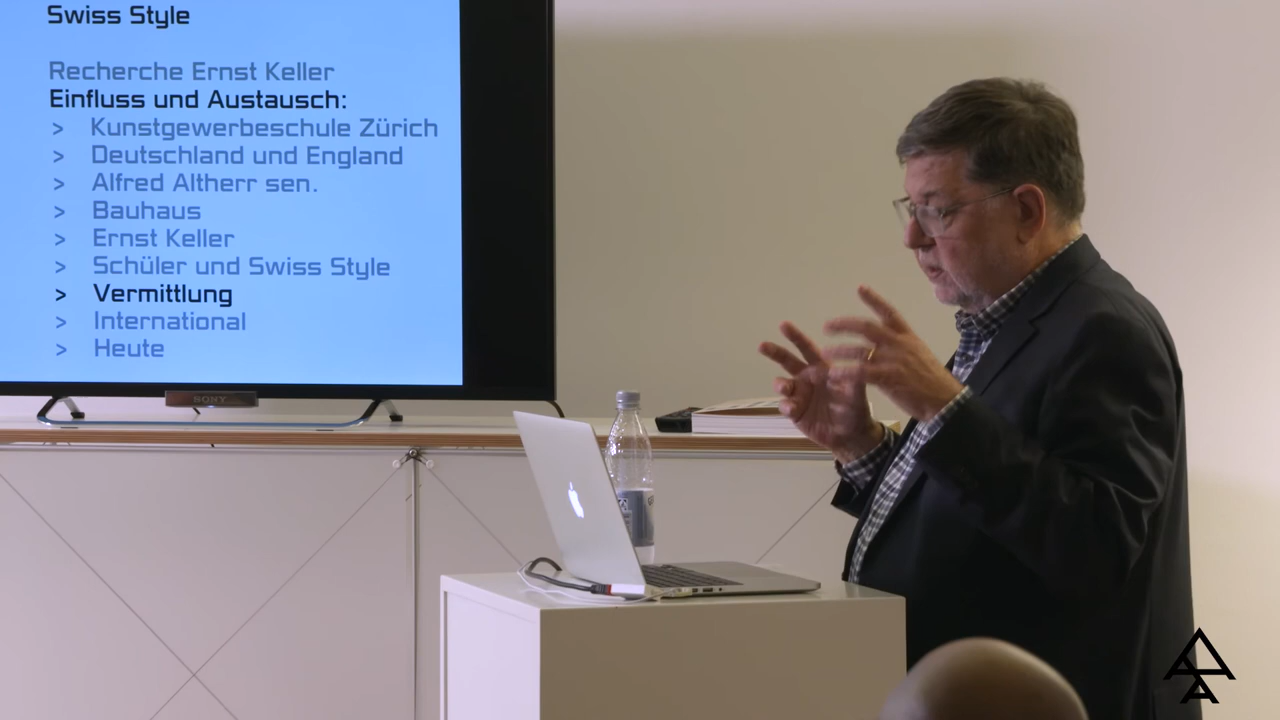 Swiss Style
Recherche Ernst Keller
Einfluss und Austausch:
> Kunstgewerbeschule Zürich
> Deutschland und England
> Alfred Altherr sen.
> Bauhaus
> Ernst Keller
> Schüler und Swiss Style
> Vermittlung
> International
> Heute
SONY